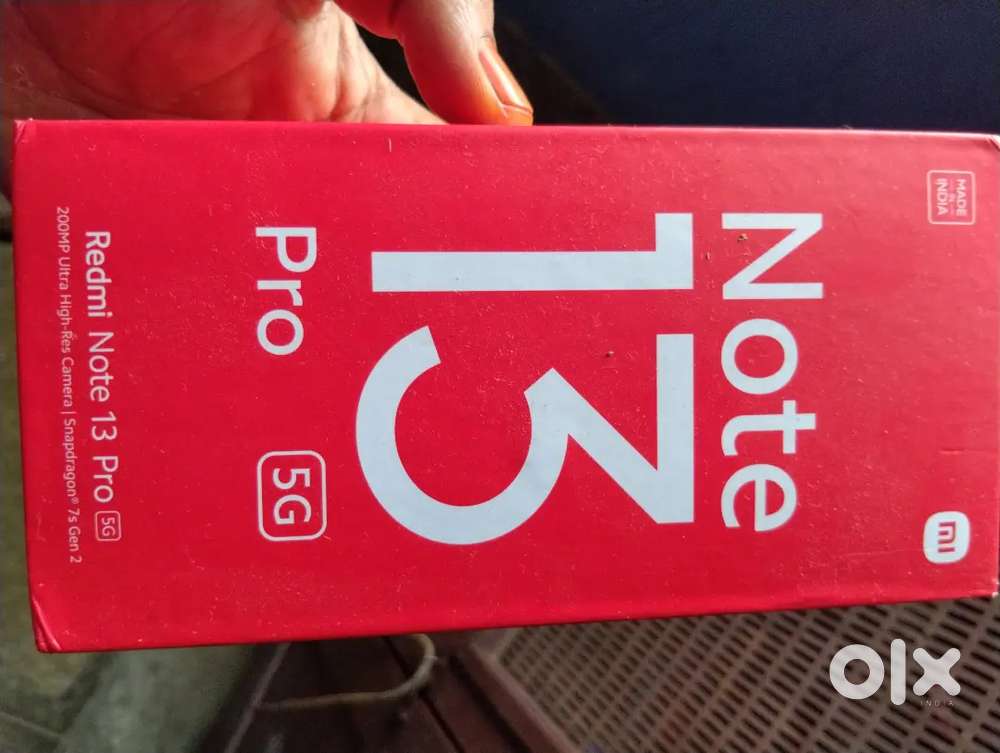 MADE
IN
INDIA
mi
Note
13
Pro
5G
Redmi Note 13 Pro 5G
200MP Ultra High-Res Camera | Snapdragon® 7s Gen 2
olx
INDIA